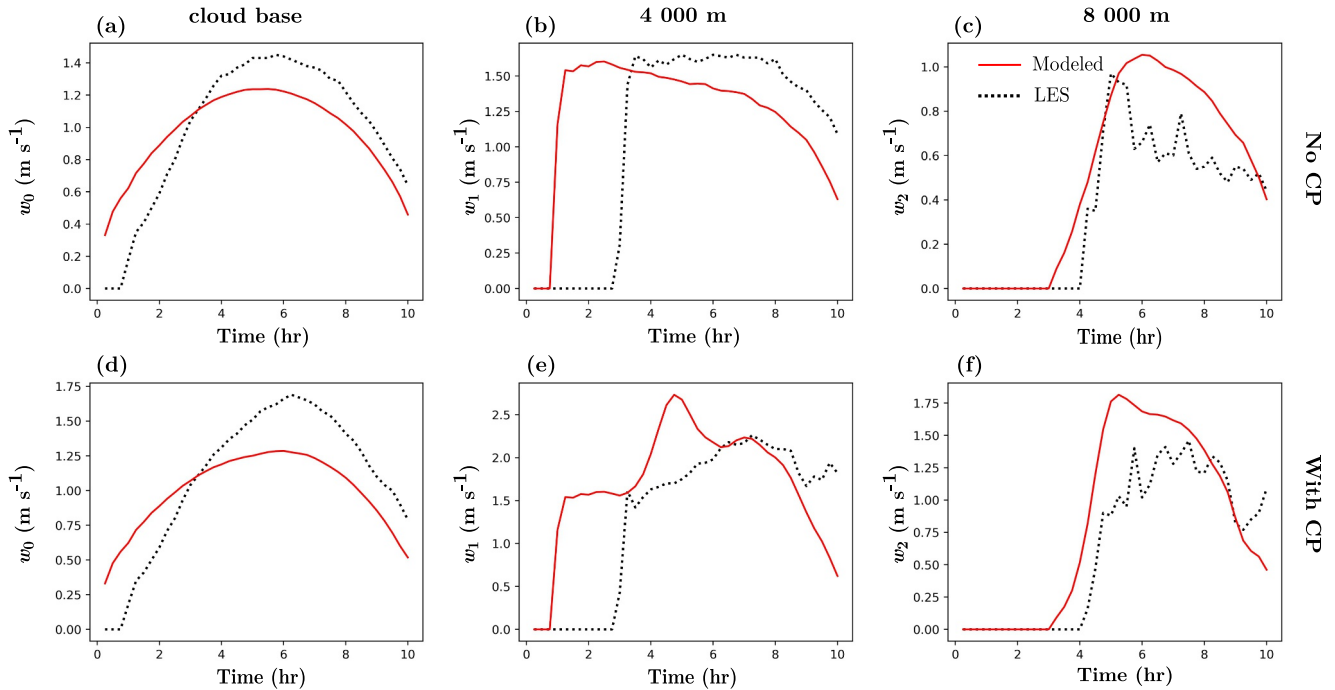 cloud base
4 000 m
8 000 m
(a)
1.4
1.2
1.0
0.8
0.6
0.4
0.2
0.0
w0 (m s-1)
0 2 4 6 8 10
Time (hr)
(b)
1.50
1.25
1.00
0.75
0.50
0.25
0.00
w1 (m s-1)
0 2 4 6 8 10
Time (hr)
(c)
Modeled
LES
1.0
0.8
0.6
0.4
0.2
0.0
w2 (m s-1)
0 2 4 6 8 10
Time (hr)
No CP
(d)
1.75
1.50
1.25
1.00
0.75
0.50
0.25
0.00
w0 (m s-1)
0 2 4 6 8 10
Time (hr)
(e)
2.5
2.0
1.5
1.0
0.5
0.0
w1 (m s-1)
0 2 4 6 8 10
Time (hr)
(f)
1.75
1.50
1.25
1.00
0.75
0.50
0.25
0.00
w2 (m s-1)
0 2 4 6 8 10
Time (hr)
With CP